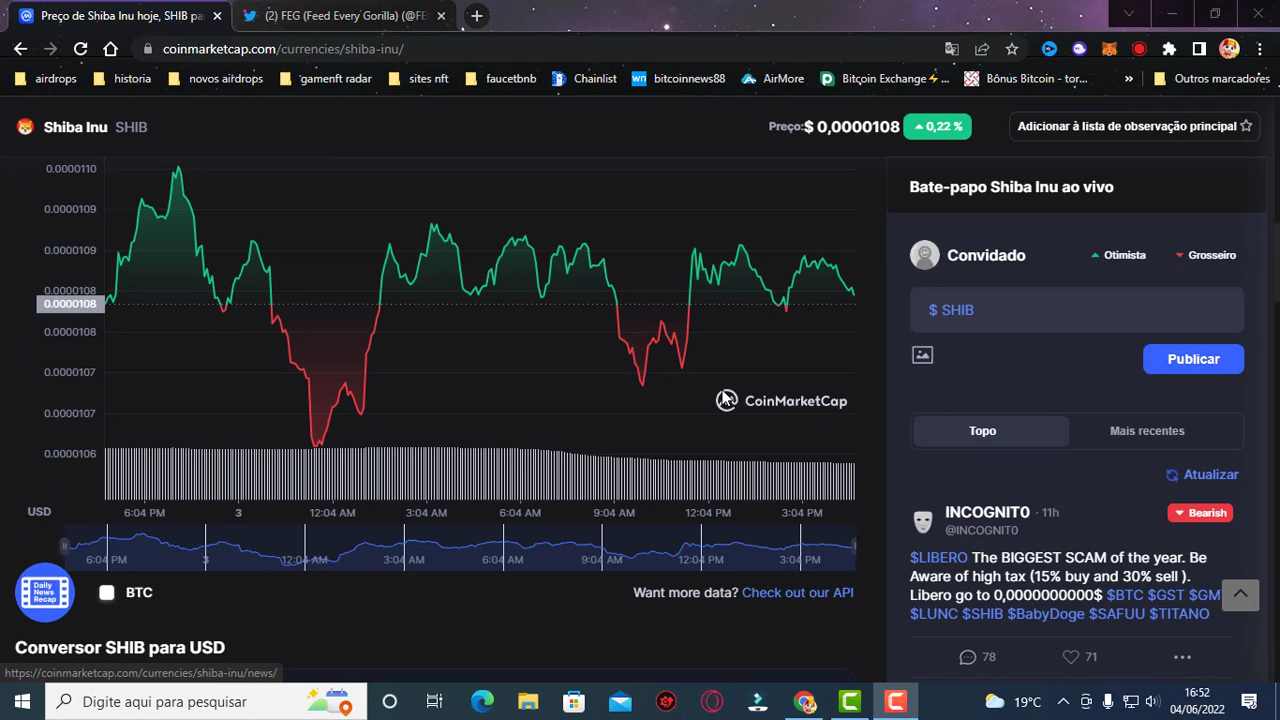 Preço de Shiba Inu hoje, SHIB pa
(2) FEG (Feed Every Gorilla) (@FE
coinmarketcap.com/currencies/shiba-inu/
airdrops
historia
novos airdrops
'gamenft radar
sites nft
faucetbnb
Chainlist
wn
bitcoinnews88
AirMore
Bitcoin Exchange⚡...
Bônus Bitcoin - tor...
»
Outros marcadores
Shiba Inu SHIB
Preço:$ 0,0000108
0,22 %
Adicionar à lista de observação principal
0.0000110
0.0000109
0.0000109
0.0000108
0.0000108
0.0000108
0.0000107
0.0000107
0.0000106
CoinMarketCap
USD
6:04 PM
3
12:04 AM
3:04 AM
6:04 AM
9:04 AM
12:04 PM
3:04 PM
6:04 PM
3
12:04 AM
3:04 AM
6:04 AM
9:04 AM
12:04 PM
3:04 PM
Daily
News
Recap
BTC
Want more data? Check out our API
Conversor SHIB para USD
https://coinmarketcap.com/currencies/shiba-inu/news/
Bate-papo Shiba Inu ao vivo
Convidado
Otimista
Grosseiro
$ SHIB
Publicar
Topo
Mais recentes
Atualizar
INCOGNIT0 · 11h
@INCOGNIT0
Bearish
$LIBERO The BIGGEST SCAM of the year. Be
Aware of high tax (15% buy and 30% sell ).
Libero go to 0,0000000000$ $BTC $GST $GM
$LUNC $SHIB $BabyDoge $SAFUU $TITANO
78
71
Digite aqui para pesquisar
19°C
16:52
04/06/2022